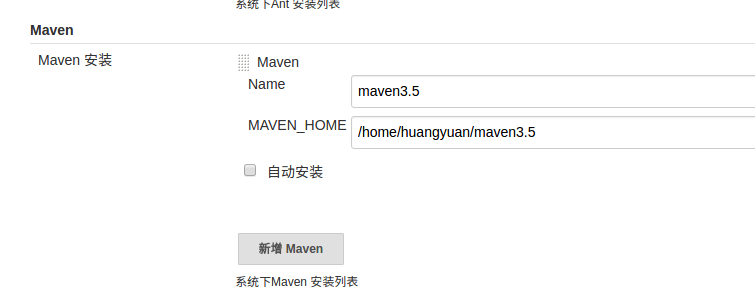 系统下Ant 安装列表
Maven
Maven 安装
Maven
Name
maven3.5
MAVEN_HOME
/home/huangyuan/maven3.5
自动安装
新增 Maven
系统下Maven 安装列表